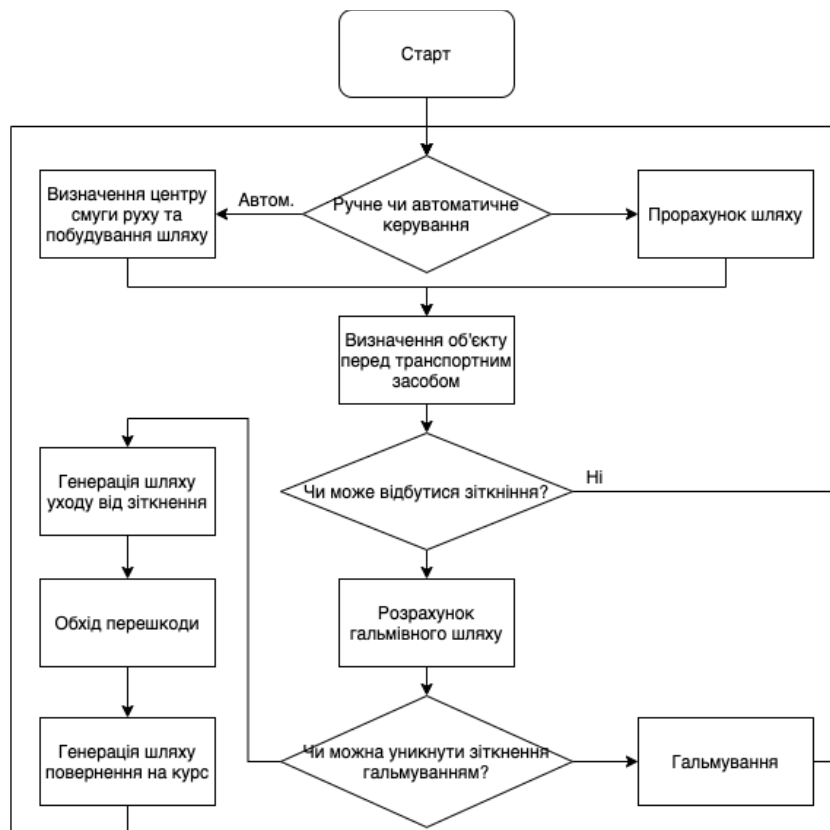 Старт
Визначення центру
смуги руху та
побудування шляху
Автом.
Ручне чи автоматичне
керування
Прорахунок шляху
Визначення об'єкту
перед транспортним
засобом
Генерація шляху
уходу від зіткнення
Чи може відбутися зіткніння?
Ні
Обхід перешкоди
Розрахунок
гальмівного шляху
Генерація шляху
повернення на курс
Чи можна уникнути зіткнення
гальмуванням?
Гальмування